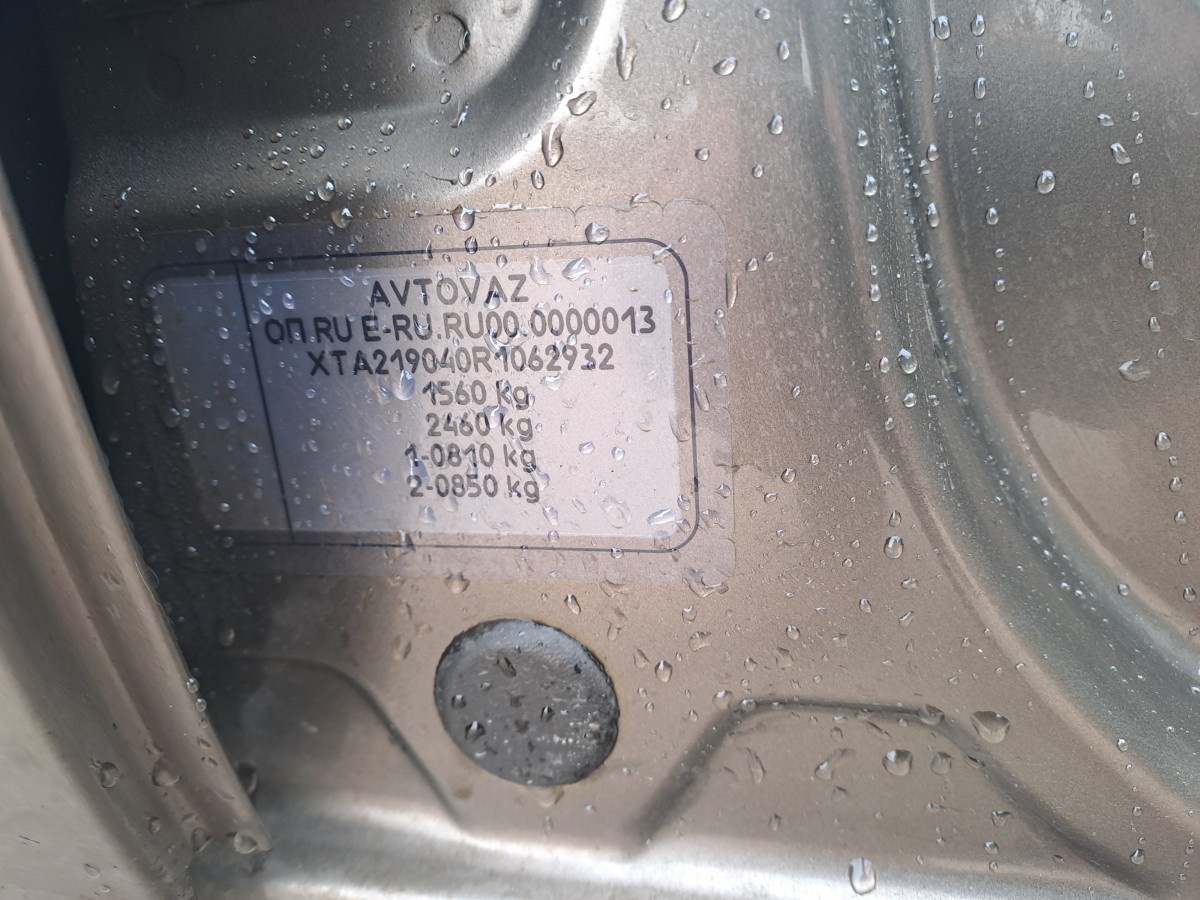 AVTOVAZ
ОП.RU E-RU.RU00.0000013
XTA219040R1062932
1560 kg
2460 kg
1-0810 kg
2-0850 kg